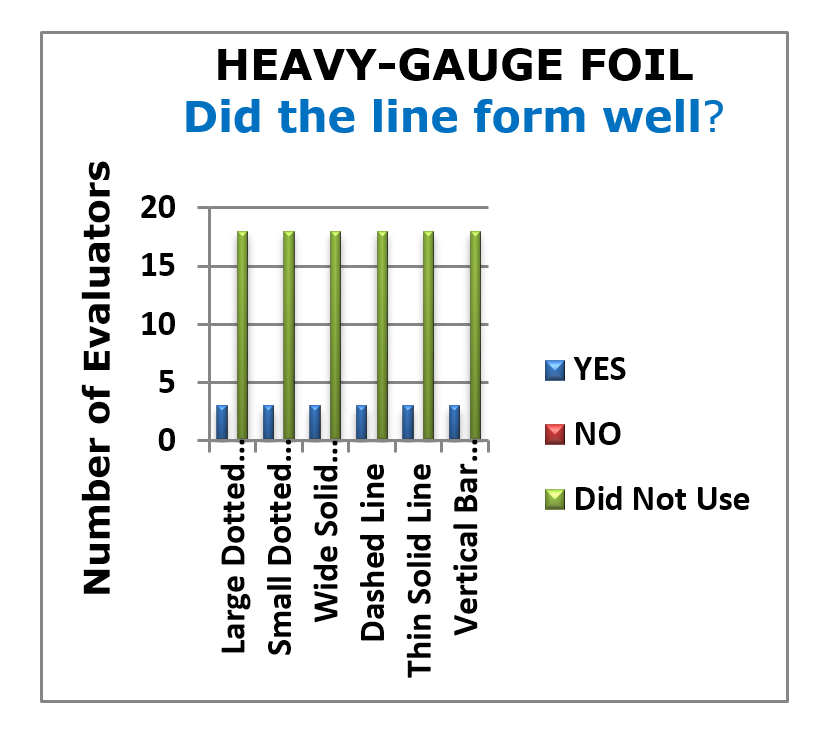 HEAVY-GAUGE FOIL
Did the line form well?
Number of Evaluators
20
15
10
5
0
Large Dotted...
Small Dotted...
Wide Solid...
Dashed Line
Thin Solid Line
Vertical Bar...
YES
NO
Did Not Use